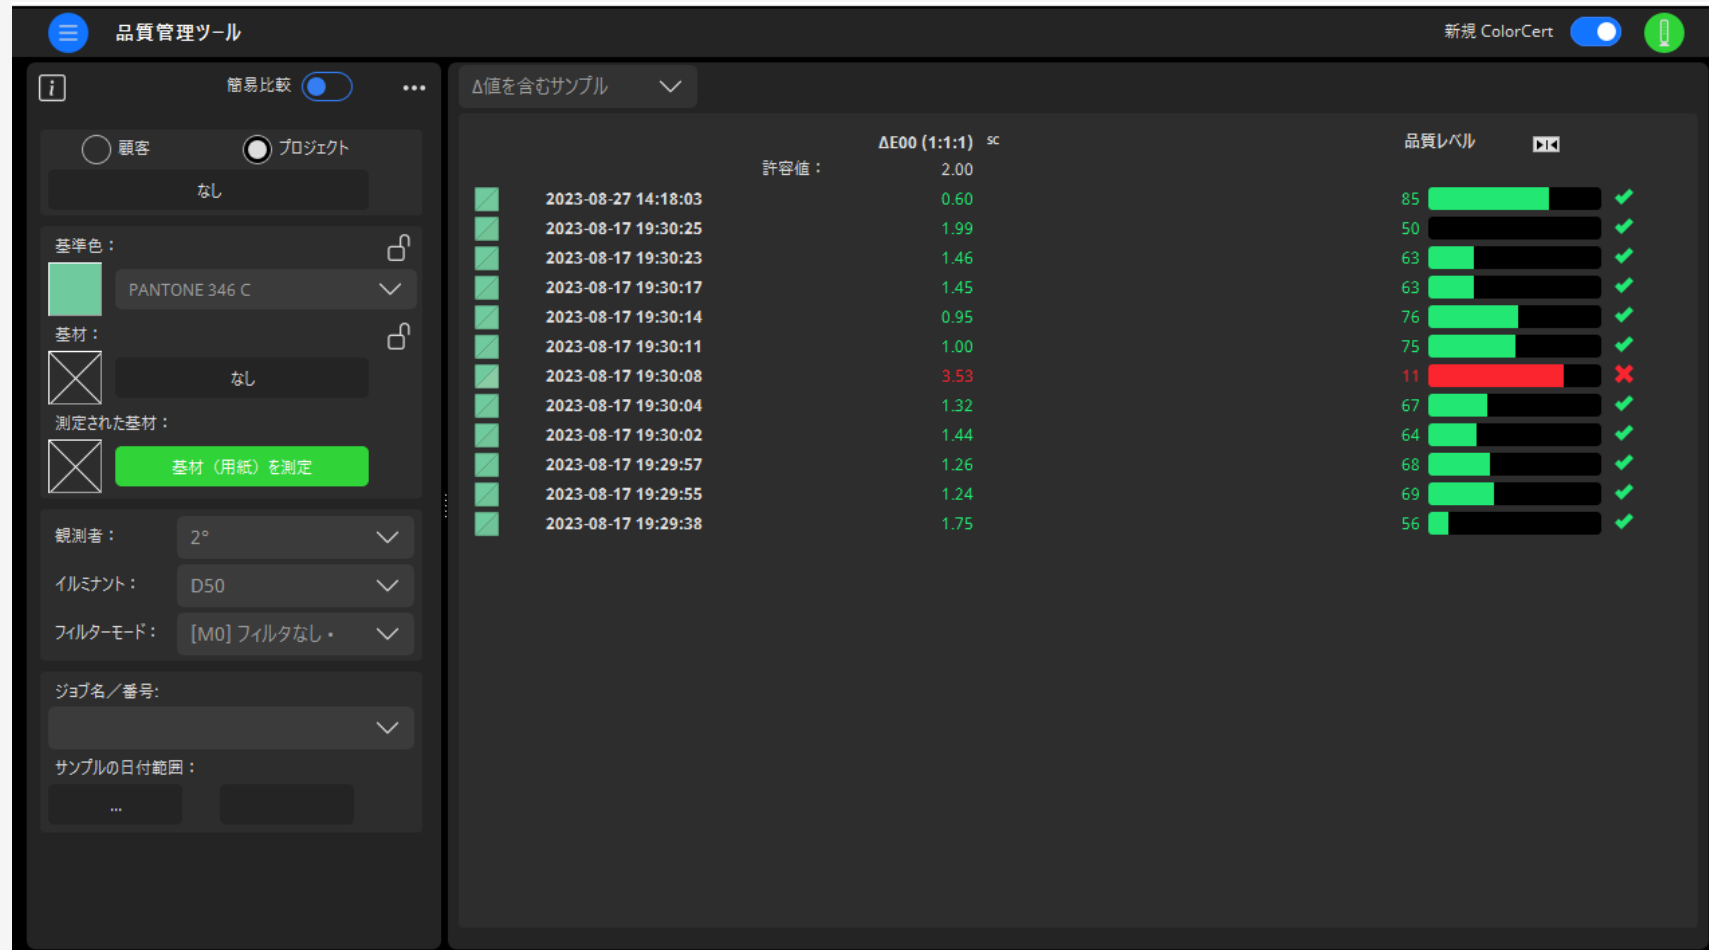 品質管理ツール
新規 ColorCert
簡易比較
顧客
プロジェクト
なし
基準色：
PANTONE 346 C
基材：
なし
測定された基材：
基材（用紙）を測定
観測者：
2°
イルミナント：
D50
フィルターモード：
[M0] フィルタなし・
ジョブ名／番号:
サンプルの日付範囲：
...
Δ値を含むサンプル
ΔE00 (1:1:1) SC 品質レベル
許容値： 2.00
2023-08-27 14:18:03 0.60 85
2023-08-17 19:30:25 1.99 50
2023-08-17 19:30:23 1.46 63
2023-08-17 19:30:17 1.45 63
2023-08-17 19:30:14 0.95 76
2023-08-17 19:30:11 1.00 75
2023-08-17 19:30:08 3.53 11
2023-08-17 19:30:04 1.32 67
2023-08-17 19:30:02 1.44 64
2023-08-17 19:29:57 1.26 68
2023-08-17 19:29:55 1.24 69
2023-08-17 19:29:38 1.75 56